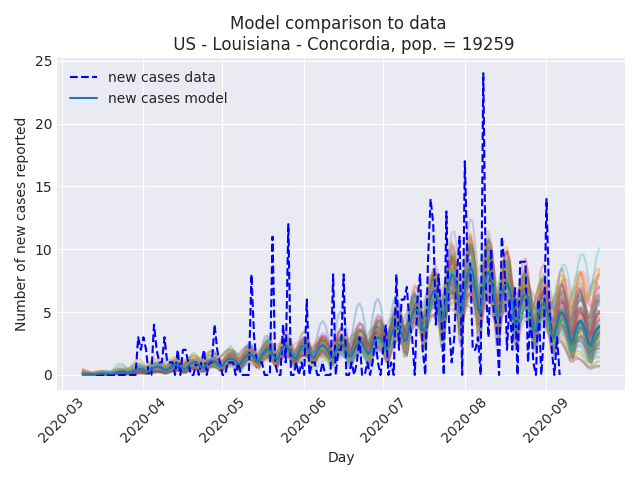 Model comparison to data
US - Louisiana - Concordia, pop. = 19259
new cases data
new cases model
Number of new cases reported
25
20
15
10
5
0
2020-03
2020-04
2020-05
2020-06
2020-07
2020-08
2020-09
Day